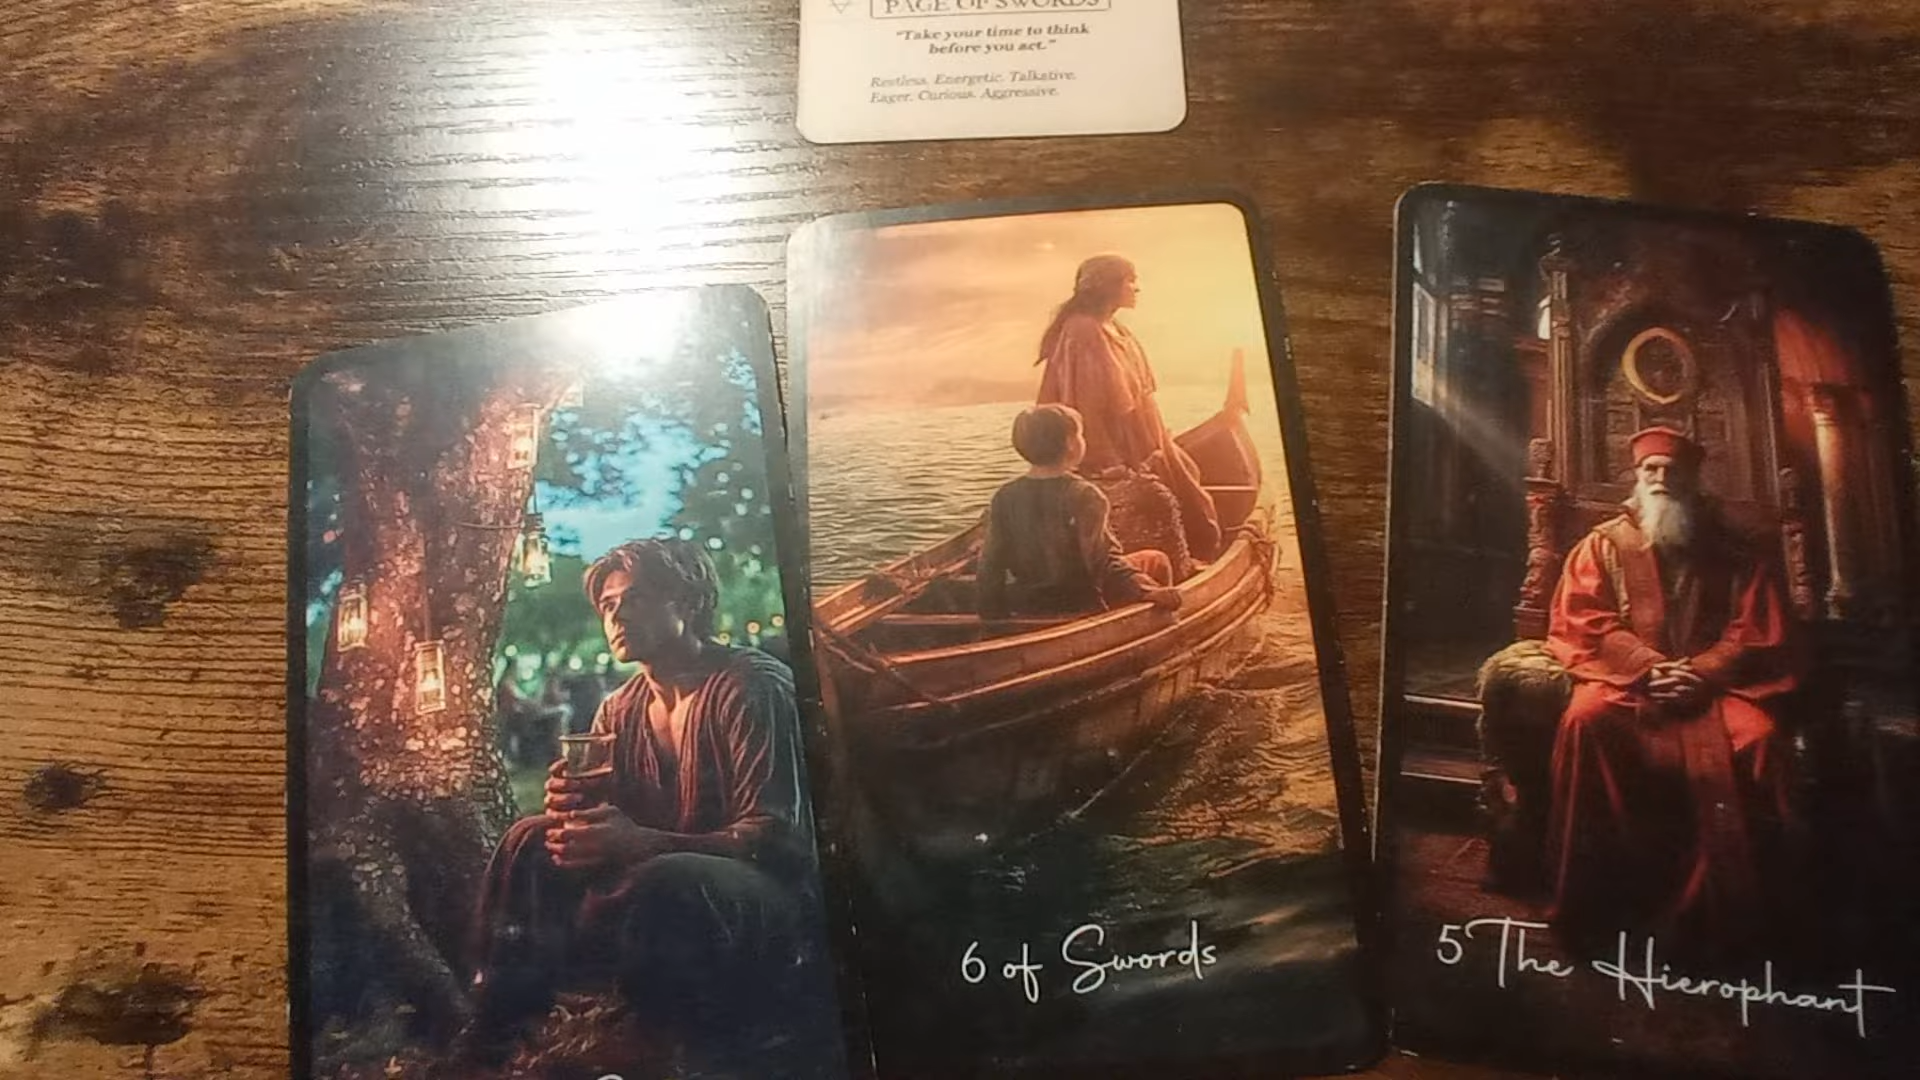 PAGE OF SWORDS
"Take your time to think
before you act."
Restless. Energetic. Talkative.
Eager. Curious. Aggressive.
6 of Swords
5 The Hierophant